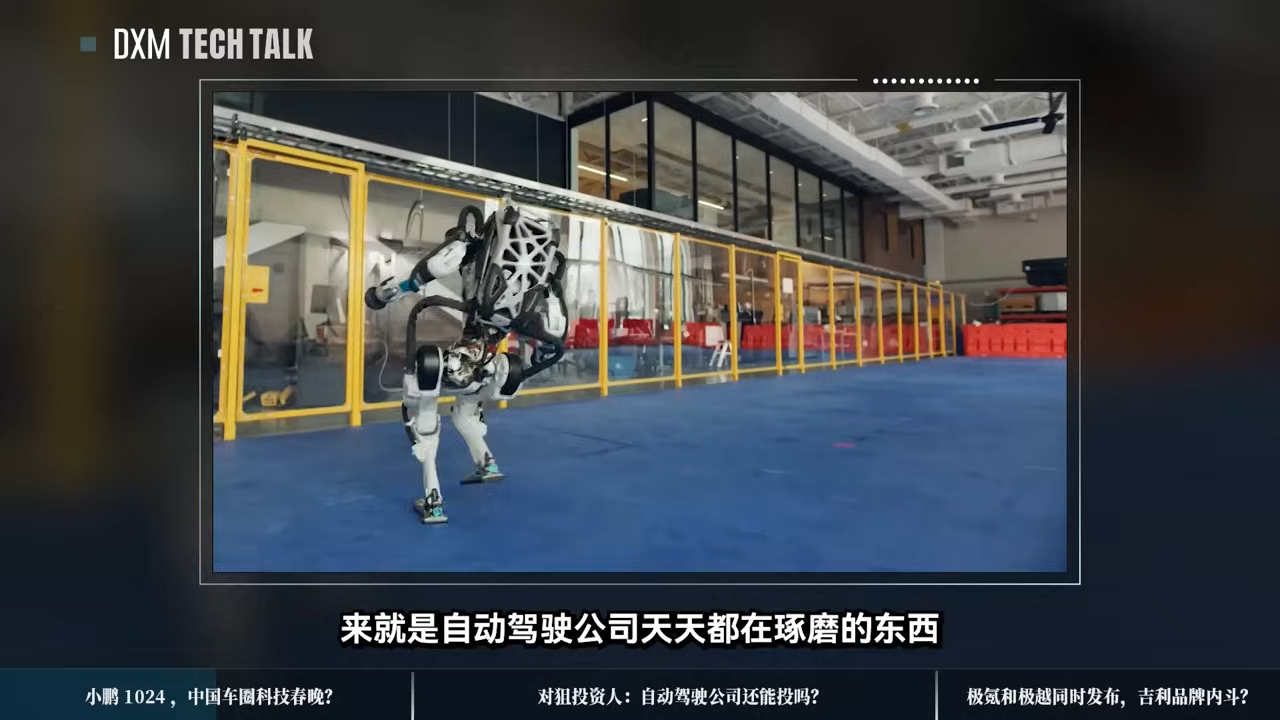 DXM TECH TALK
来就是自动驾驶公司天天都在琢磨的东西
小鹏 1024，中国车圈科技春晚？
对狙投资人：自动驾驶公司还能投吗？
极氪和极越同时发布，吉利品牌内斗？